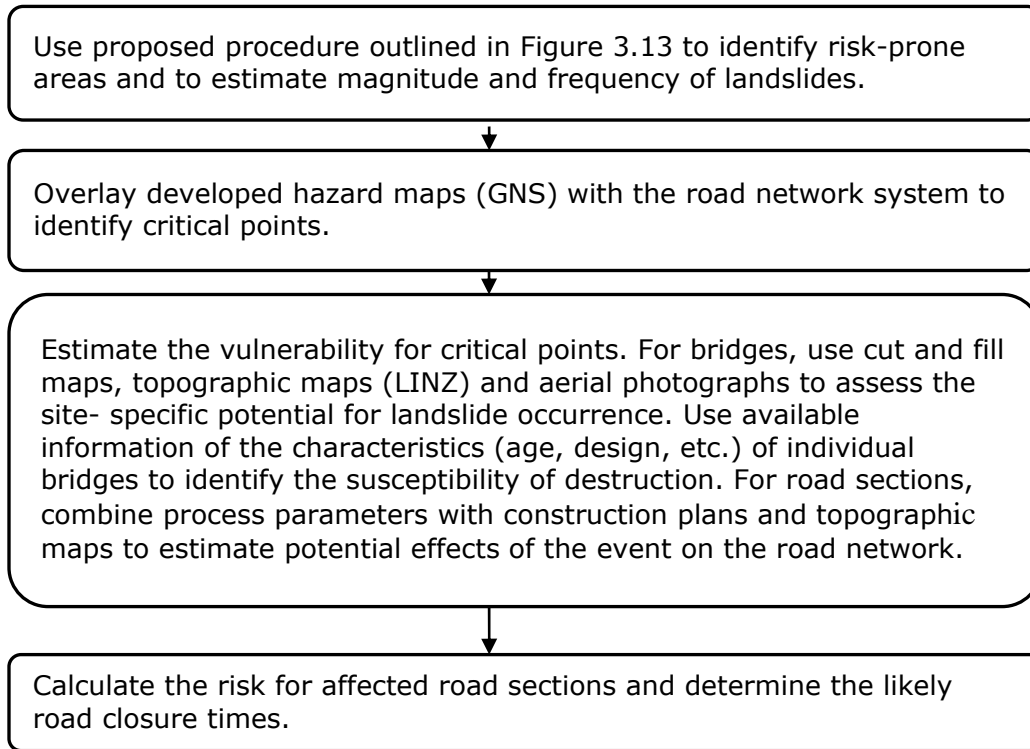 Use proposed procedure outlined in Figure 3.13 to identify risk-prone
areas and to estimate magnitude and frequency of landslides.
Overlay developed hazard maps (GNS) with the road network system to
identify critical points.
Estimate the vulnerability for critical points. For bridges, use cut and fill
maps, topographic maps (LINZ) and aerial photographs to assess the
site- specific potential for landslide occurrence. Use available
information of the characteristics (age, design, etc.) of individual
bridges to identify the susceptibility of destruction. For road sections,
combine process parameters with construction plans and topographic
maps to estimate potential effects of the event on the road network.
Calculate the risk for affected road sections and determine the likely
road closure times.